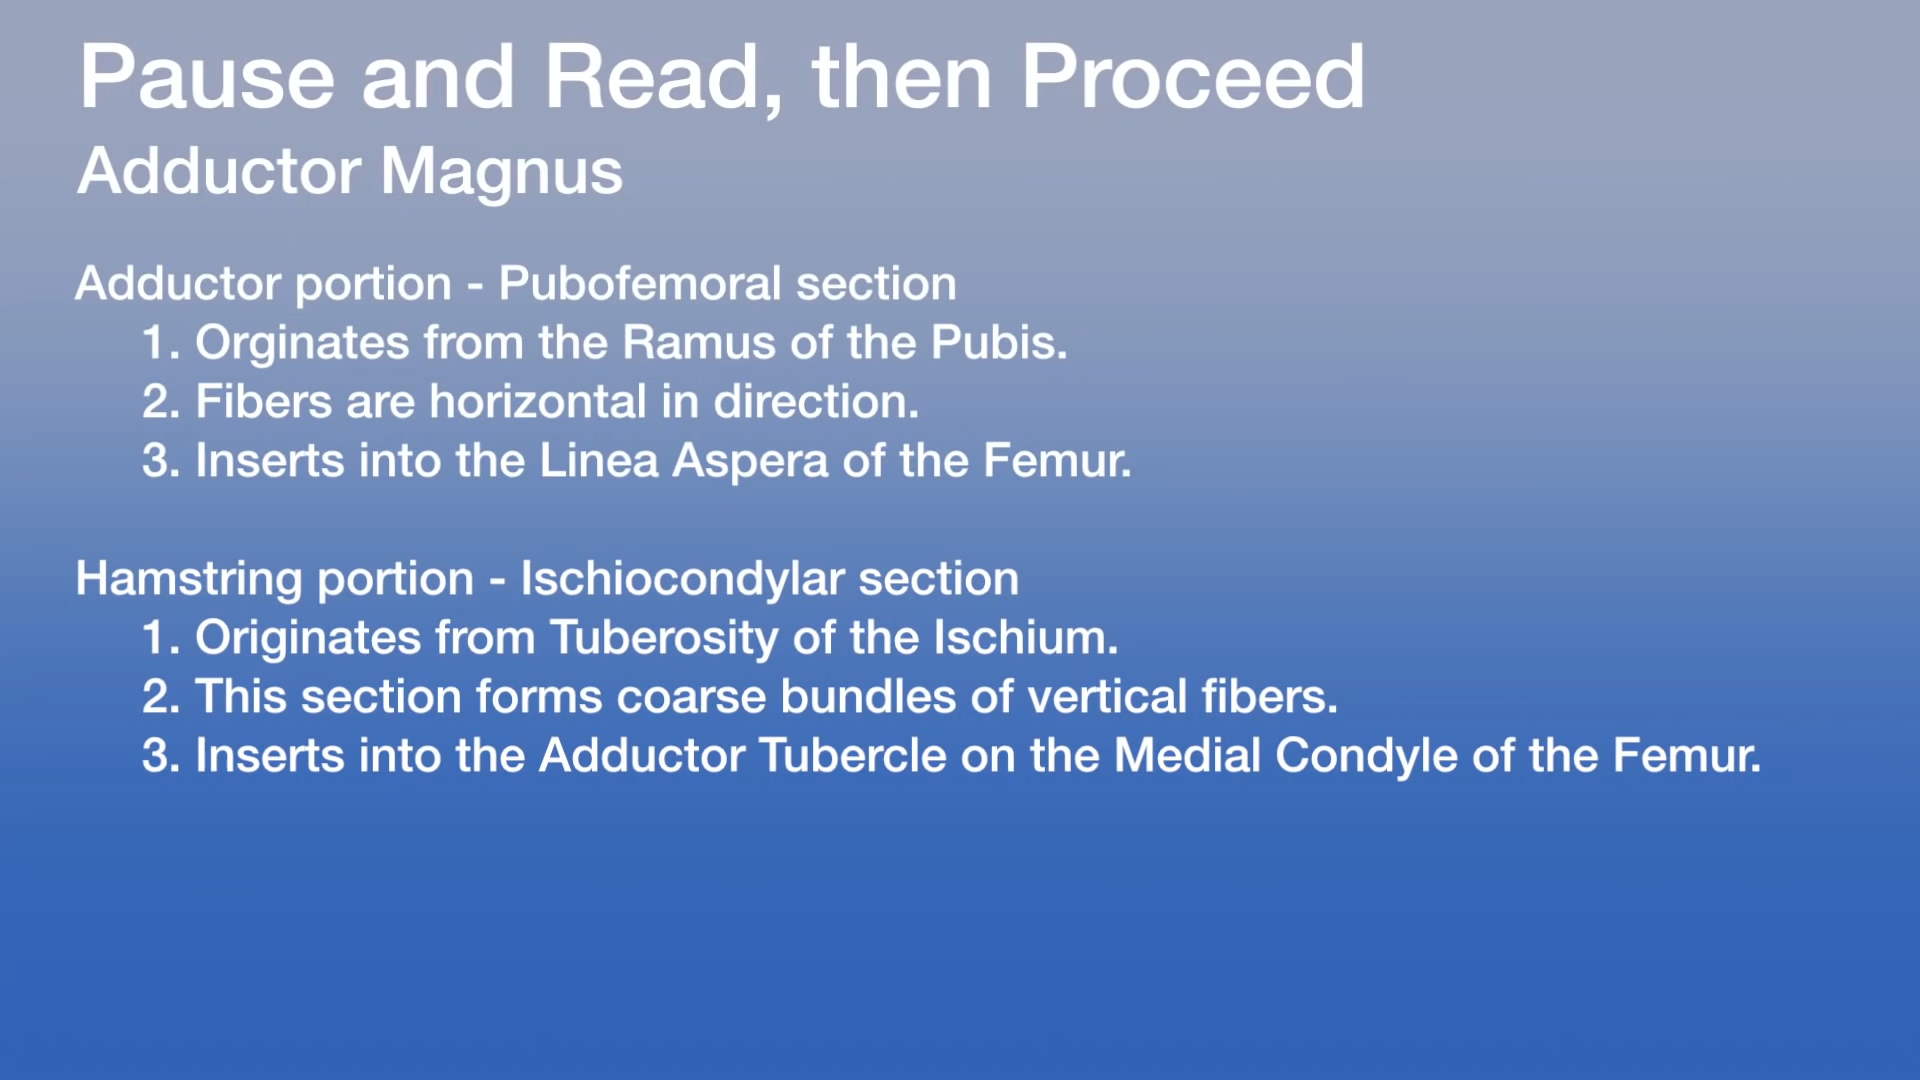 Pause and Read, then Proceed
Adductor Magnus
Adductor portion - Pubofemoral section
1. Orginates from the Ramus of the Pubis.
2. Fibers are horizontal in direction.
3. Inserts into the Linea Aspera of the Femur.
Hamstring portion - Ischiocondylar section
1. Originates from Tuberosity of the Ischium.
2. This section forms coarse bundles of vertical fibers.
3. Inserts into the Adductor Tubercle on the Medial Condyle of the Femur.